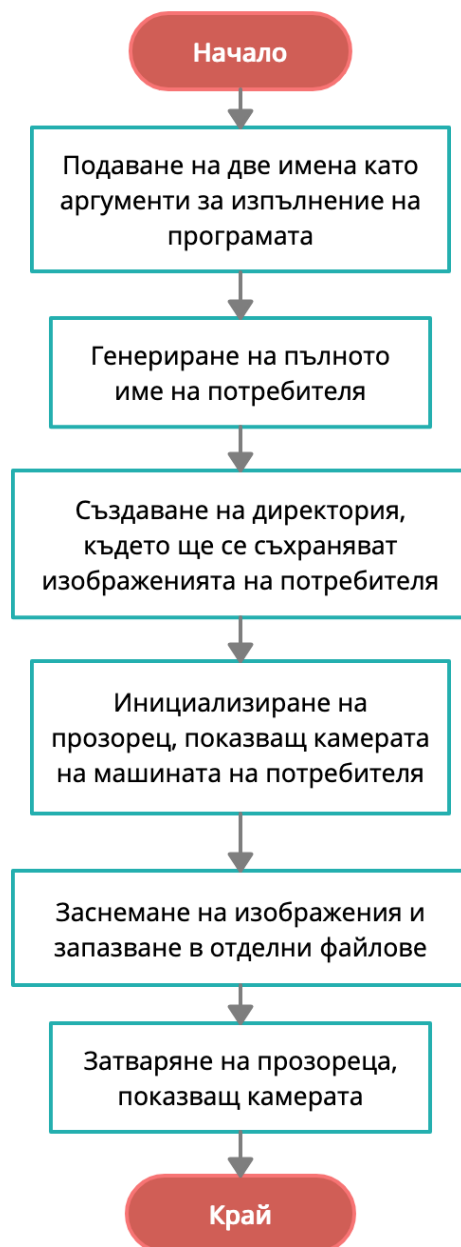 Начало
Подаване на две имена като
аргументи за изпълнение на
програмата
Генериране на пълното
име на потребителя
Създаване на директория,
където ще се съхраняват
изображенията на потребителя
Инициализиране на
прозорец, показващ камерата
на машината на потребителя
Заснемане на изображения и
запазване в отделни файлове
Затваряне на прозореца,
показващ камерата
Край